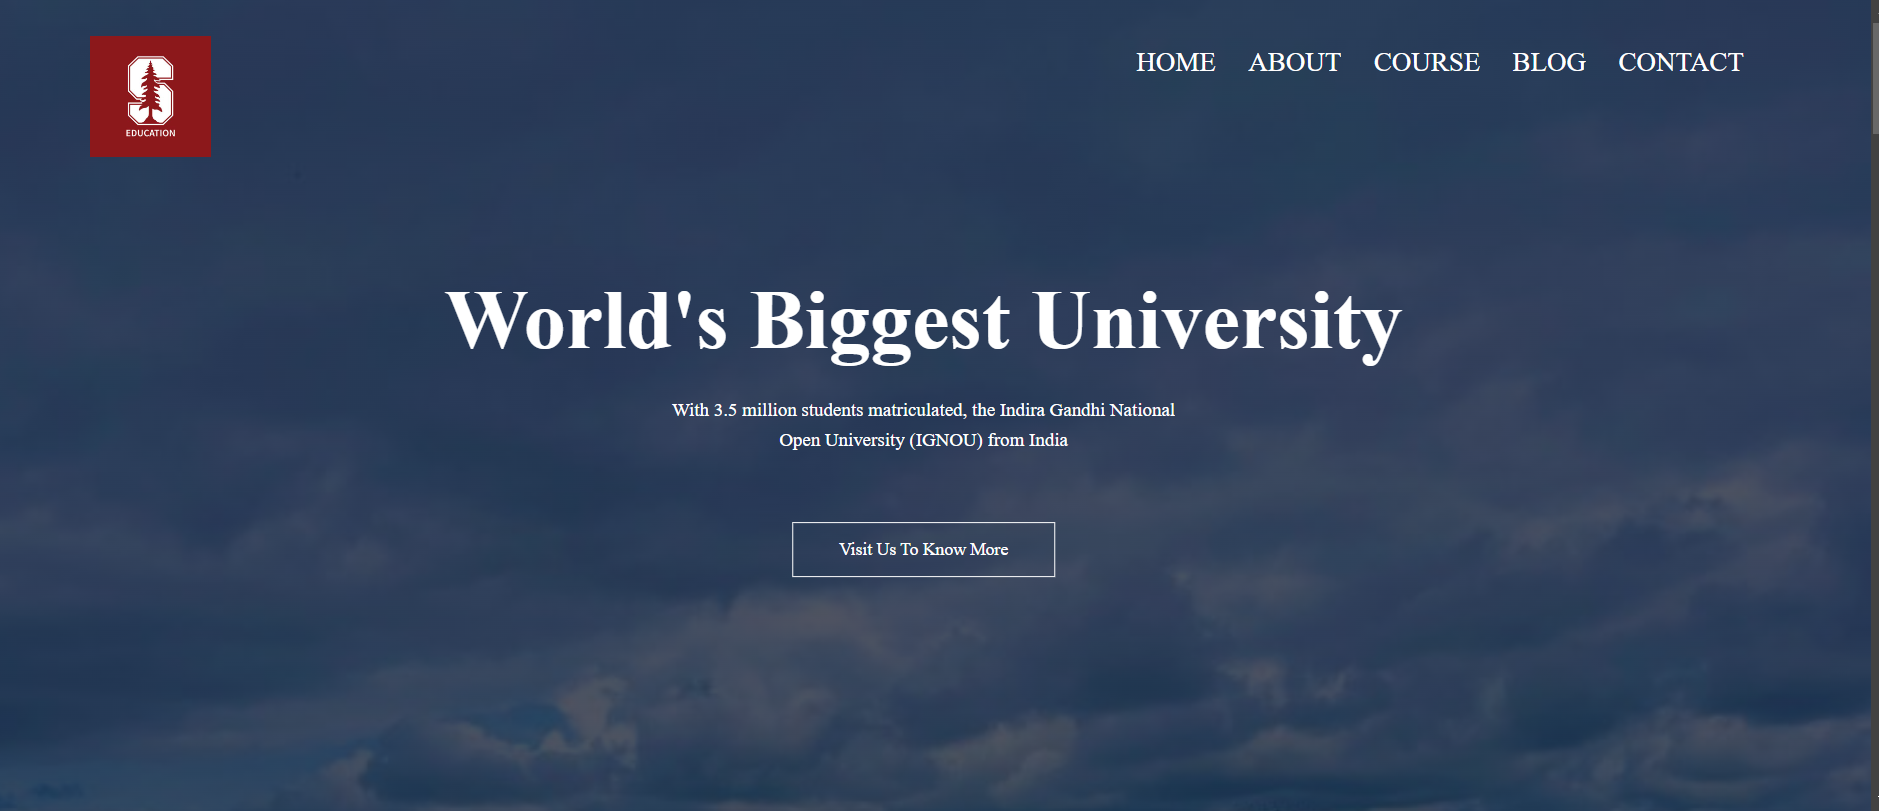 EDUCATION
HOME ABOUT COURSE BLOG CONTACT
World's Biggest University
With 3.5 million students matriculated, the Indira Gandhi National
Open University (IGNOU) from India
Visit Us To Know More